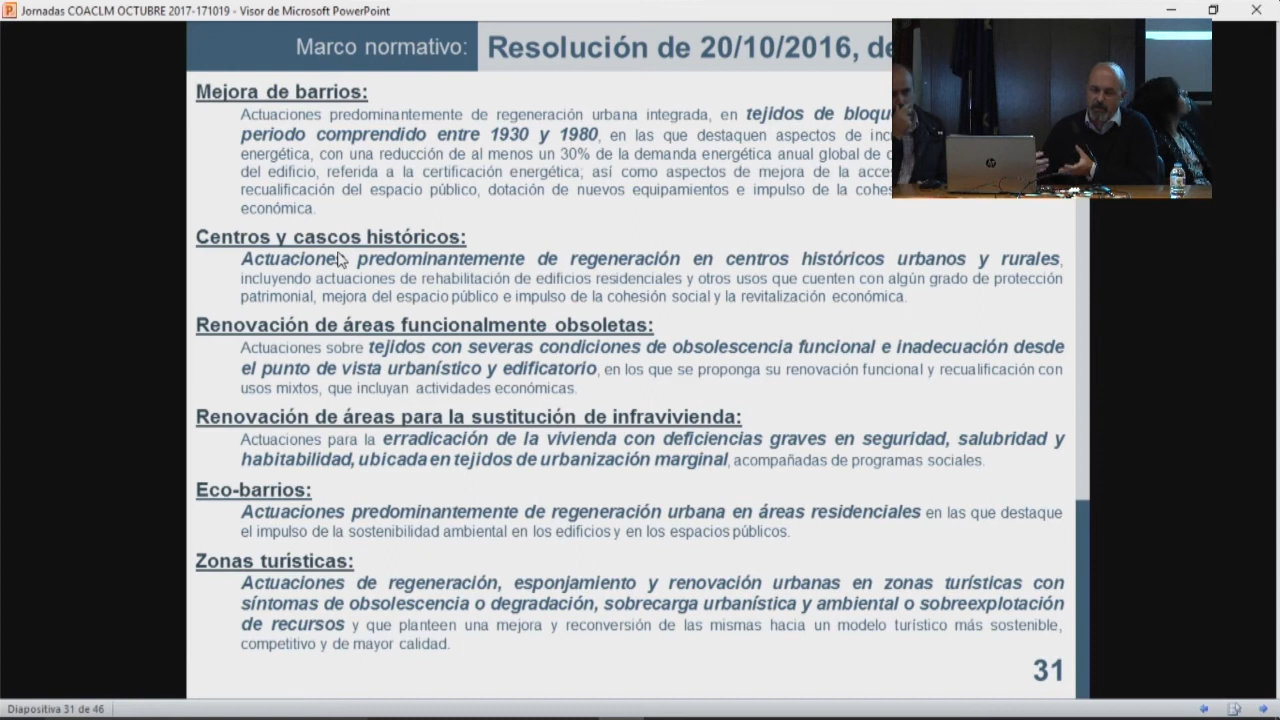 Jornadas COACLM OCTUBRE 2017-171019 - Visor de Microsoft PowerPoint
Marco normativo: Resolución de 20/10/2016, de
Mejora de barrios:
Actuaciones predominantemente de regeneración urbana integrada, en tejidos de
periodo comprendido entre 1930 y 1980, en las que destaquen aspectos de
energética, con una reducción de al menos un 30% de la demanda energética anual global de
del edificio, referida a la certificación energética; así como aspectos de mejora de la
recualificación del espacio público, dotación de nuevos equipamientos e impulso de la
económica.
Centros y cascos históricos:
Actuaciones predominantemente de regeneración en centros históricos urbanos y rurales,
incluyendo actuaciones de rehabilitación de edificios residenciales y otros usos que cuenten con algún grado de protección
patrimonial, mejora del espacio público e impulso de la cohesión social y la revitalización económica.
Renovación de áreas funcionalmente obsoletas:
Actuaciones sobre tejidos con severas condiciones de obsolescencia funcional e inadecuación desde
el punto de vista urbanístico y edificatorio, en los que se proponga su renovación funcional y recualificación con
usos mixtos, que incluyan actividades económicas.
Renovación de áreas para la sustitución de infravivienda:
Actuaciones para la erradicación de la vivienda con deficiencias graves en seguridad, salubridad y
habitabilidad, ubicada en tejidos de urbanización marginal, acompañadas de programas sociales.
Eco-barrios:
Actuaciones predominantemente de regeneración urbana en áreas residenciales en las que destaque
el impulso de la sostenibilidad ambiental en los edificios y en los espacios públicos.
Zonas turísticas:
Actuaciones de regeneración, esponjamiento y renovación urbanas en zonas turísticas con
síntomas de obsolescencia o degradación, sobrecarga urbanística y ambiental o sobreexplotación
de recursos y que planteen una mejora y reconversión de las mismas hacia un modelo turístico más sostenible,
competitivo y de mayor calidad.
31
Diapositiva 31 de 46